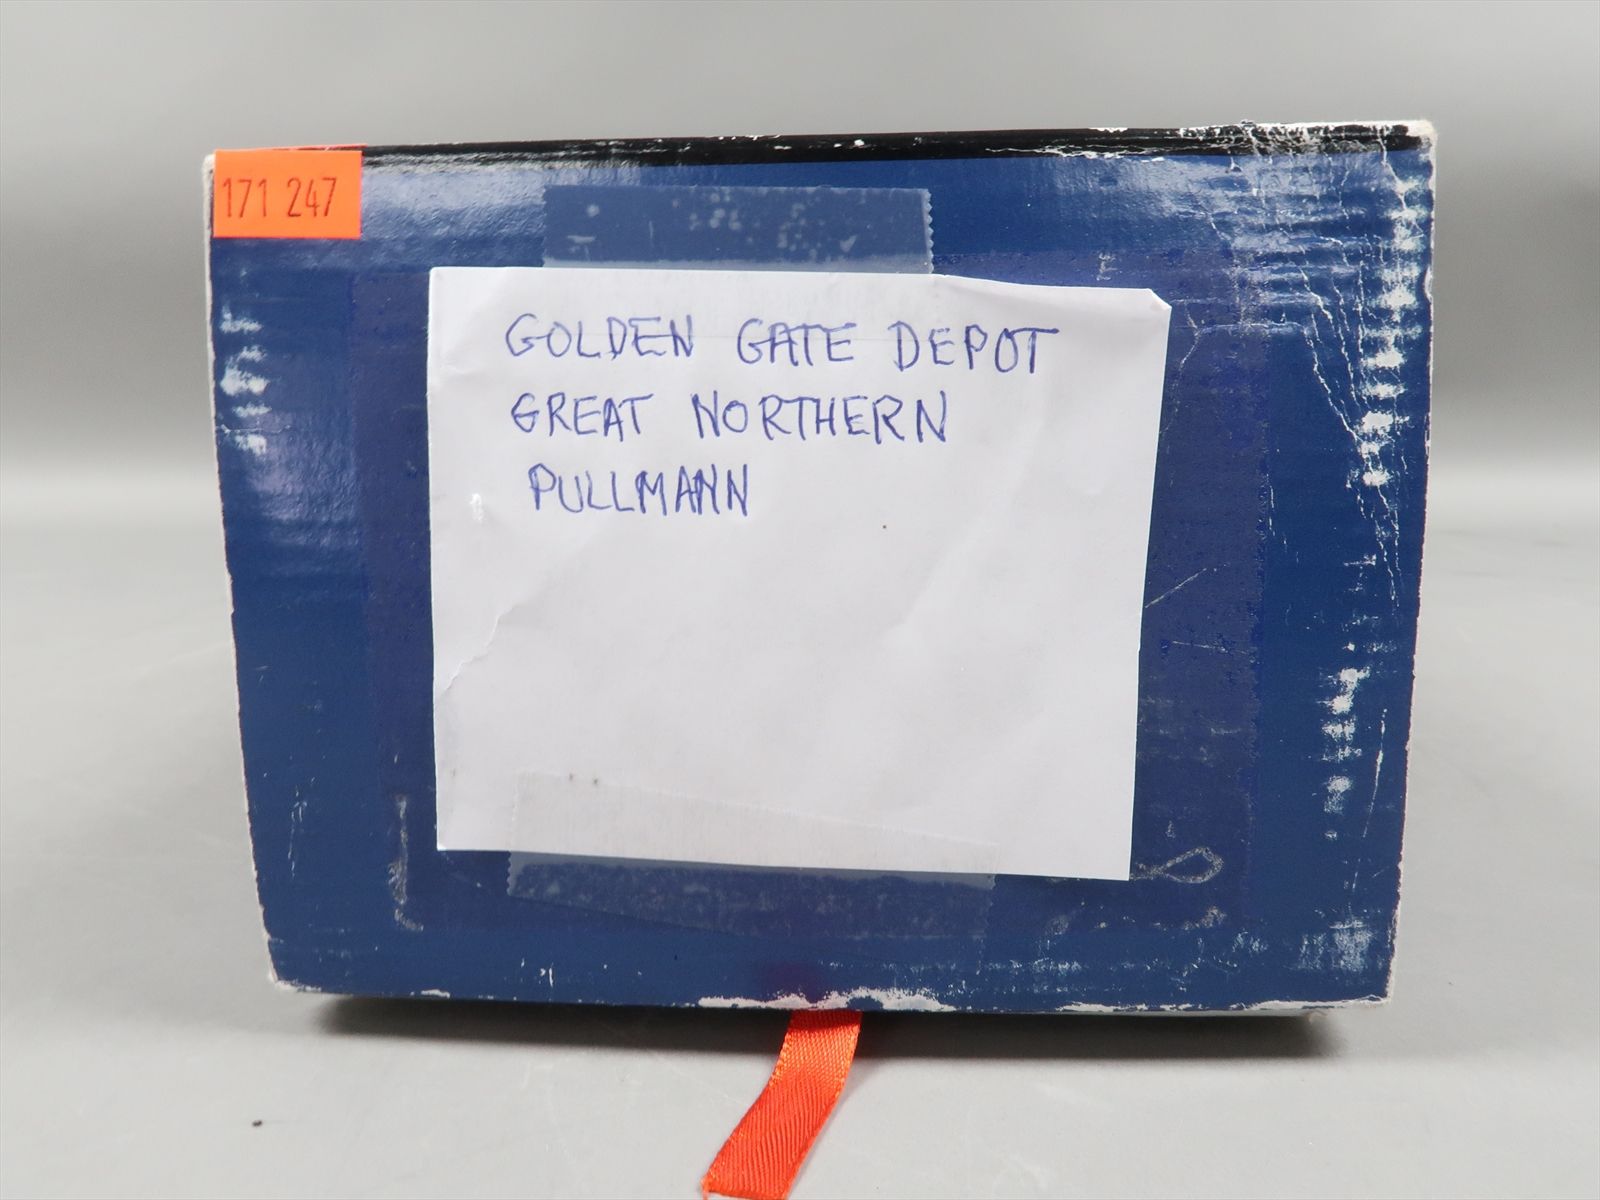 171 247
GOLDEN GATE DEPOT
GREAT NORTHERN
PULLMANN